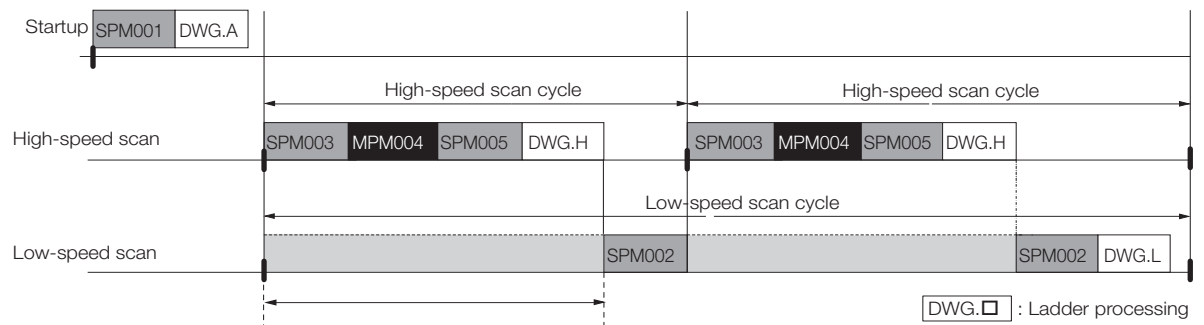 Startup SPM001 DWG.A
High-speed scan cycle High-speed scan cycle
High-speed scan SPM003 MPM004 SPM005 DWG.H SPM003 MPM004 SPM005 DWG.H
Low-speed scan cycle
Low-speed scan SPM002 SPM002 DWG.L
DWG.□ : Ladder processing